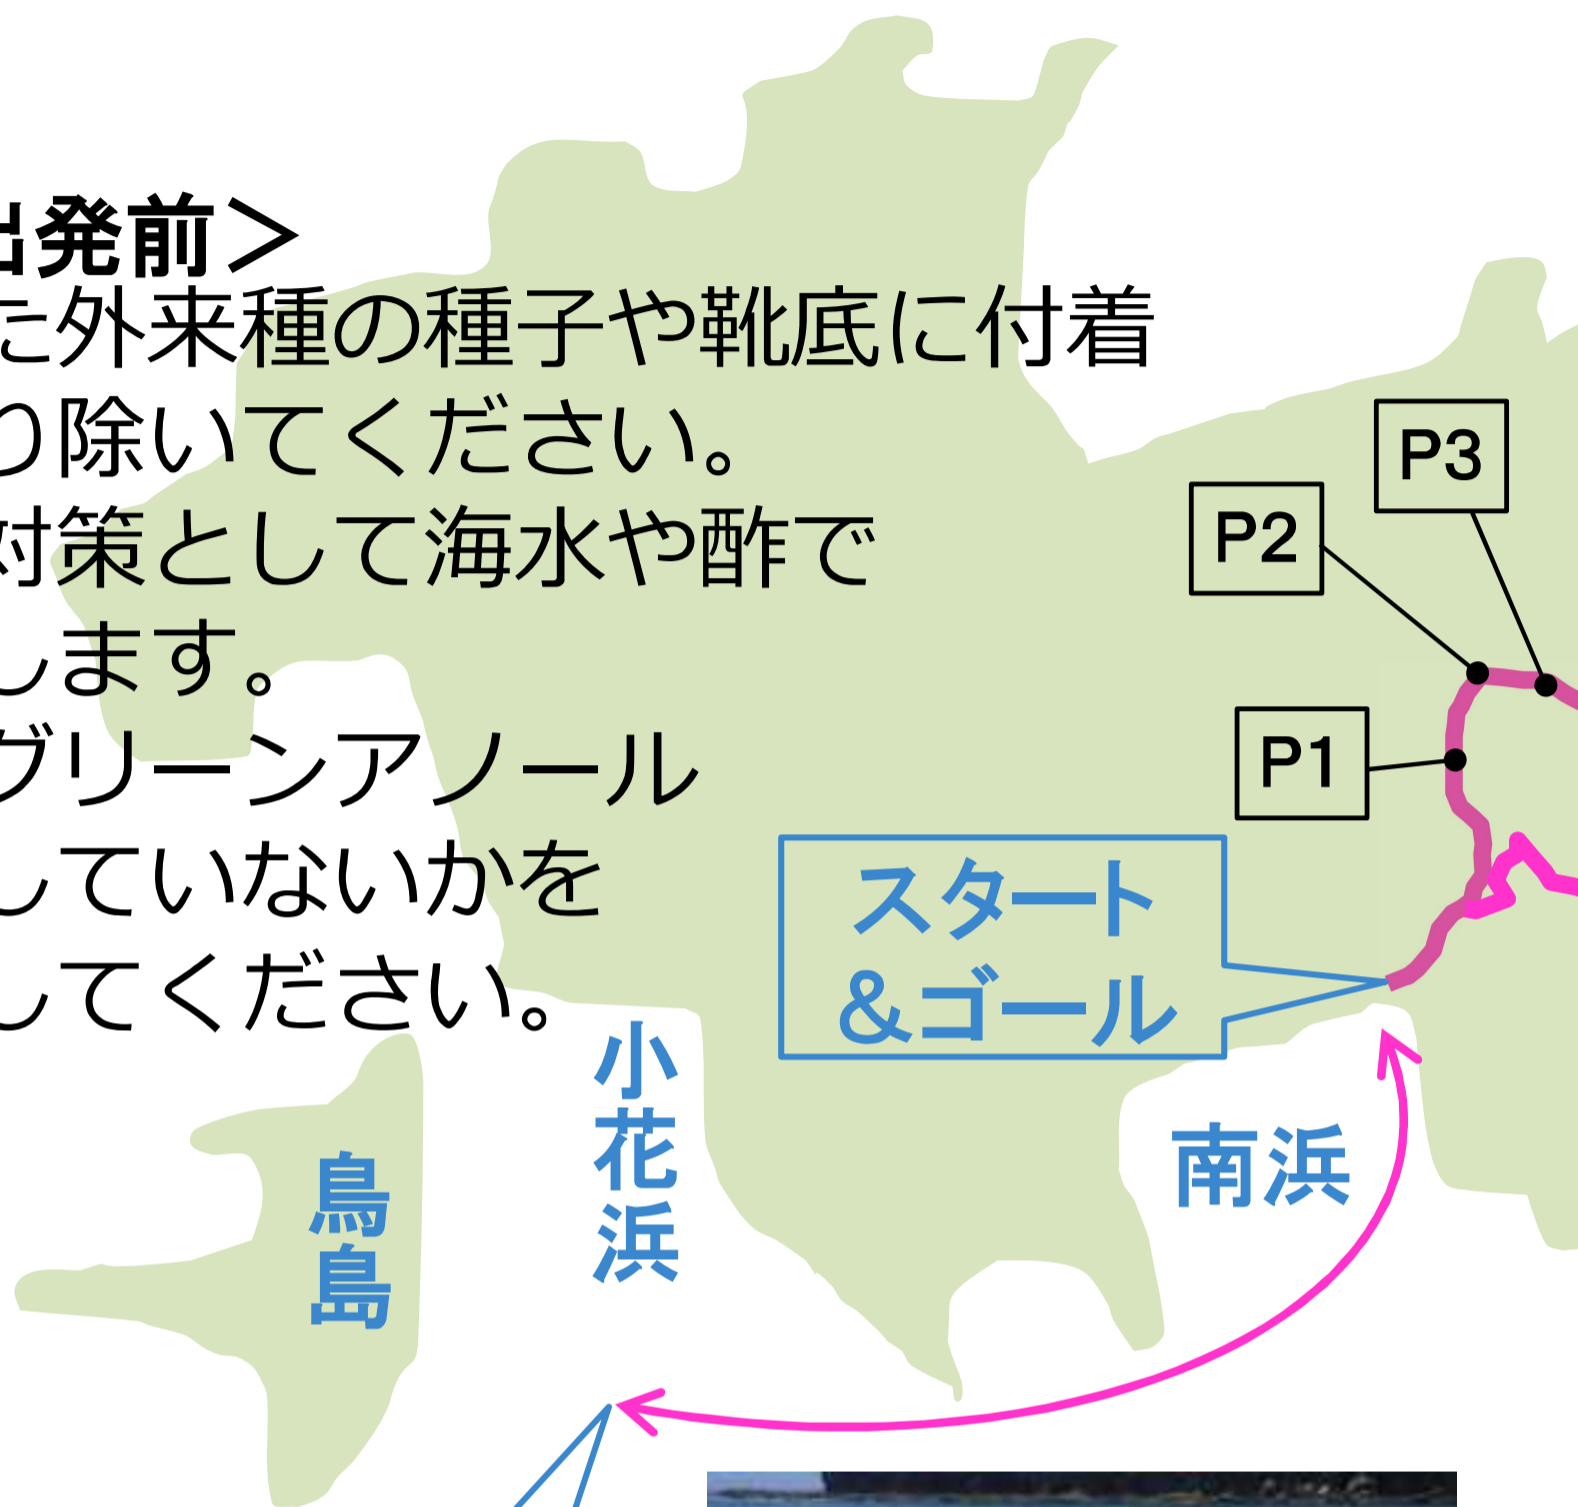 出発前＞
た外来種の種子や靴底に付着
り除いてください。
対策として海水や酢で
します。
グリーンアノール
していないかを
してください。
P3
P2
P1
スタート
&ゴール
小花浜
南浜
鳥島